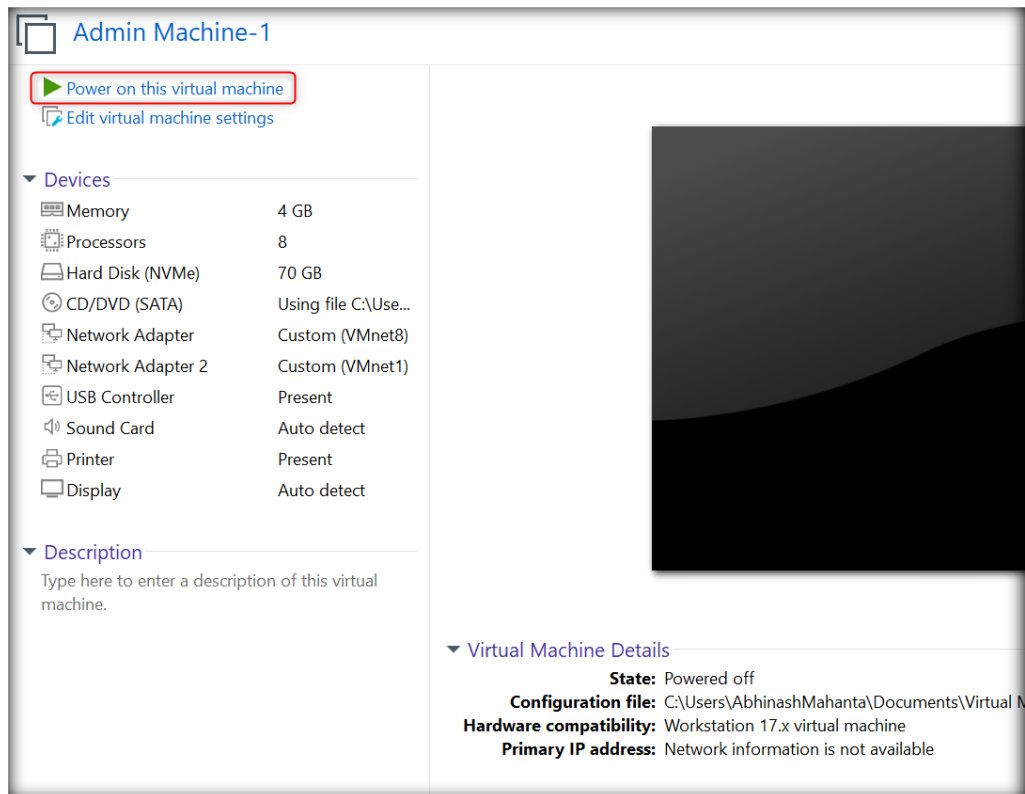 Admin Machine-1
Power on this virtual machine
Edit virtual machine settings
Devices
Memory 4 GB
Processors 8
Hard Disk (NVMe) 70 GB
CD/DVD (SATA) Using file C:\Use...
Network Adapter Custom (VMnet8)
Network Adapter 2 Custom (VMnet1)
USB Controller Present
Sound Card Auto detect
Printer Present
Display Auto detect
Description
Type here to enter a description of this virtual
machine.
Virtual Machine Details
State: Powered off
Configuration file: C:\Users\AbhinashMahanta\Documents\Virtual M
Hardware compatibility: Workstation 17.x virtual machine
Primary IP address: Network information is not available